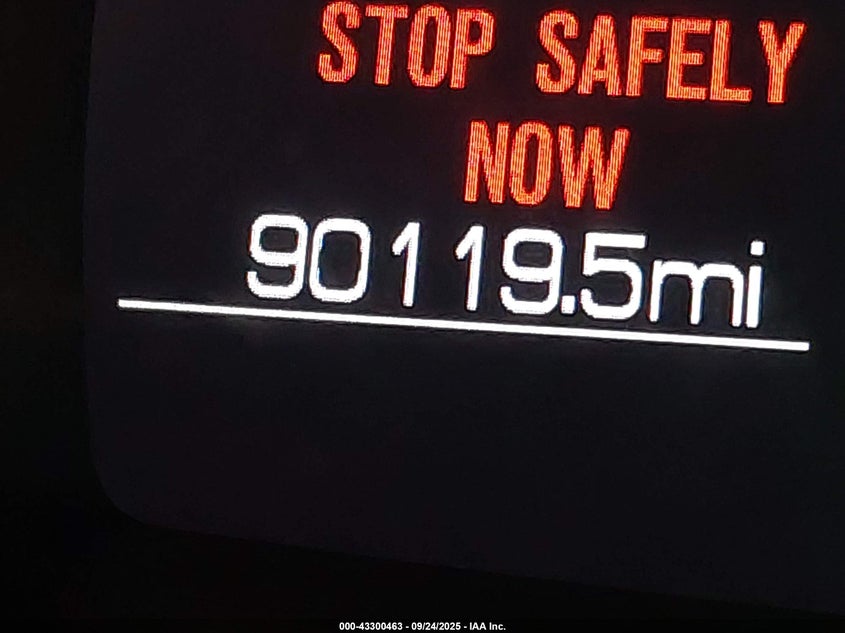 STOP SAFELY
NOW
90119.5mi
000-43300463 - 09/24/2025 - IAA Inc.